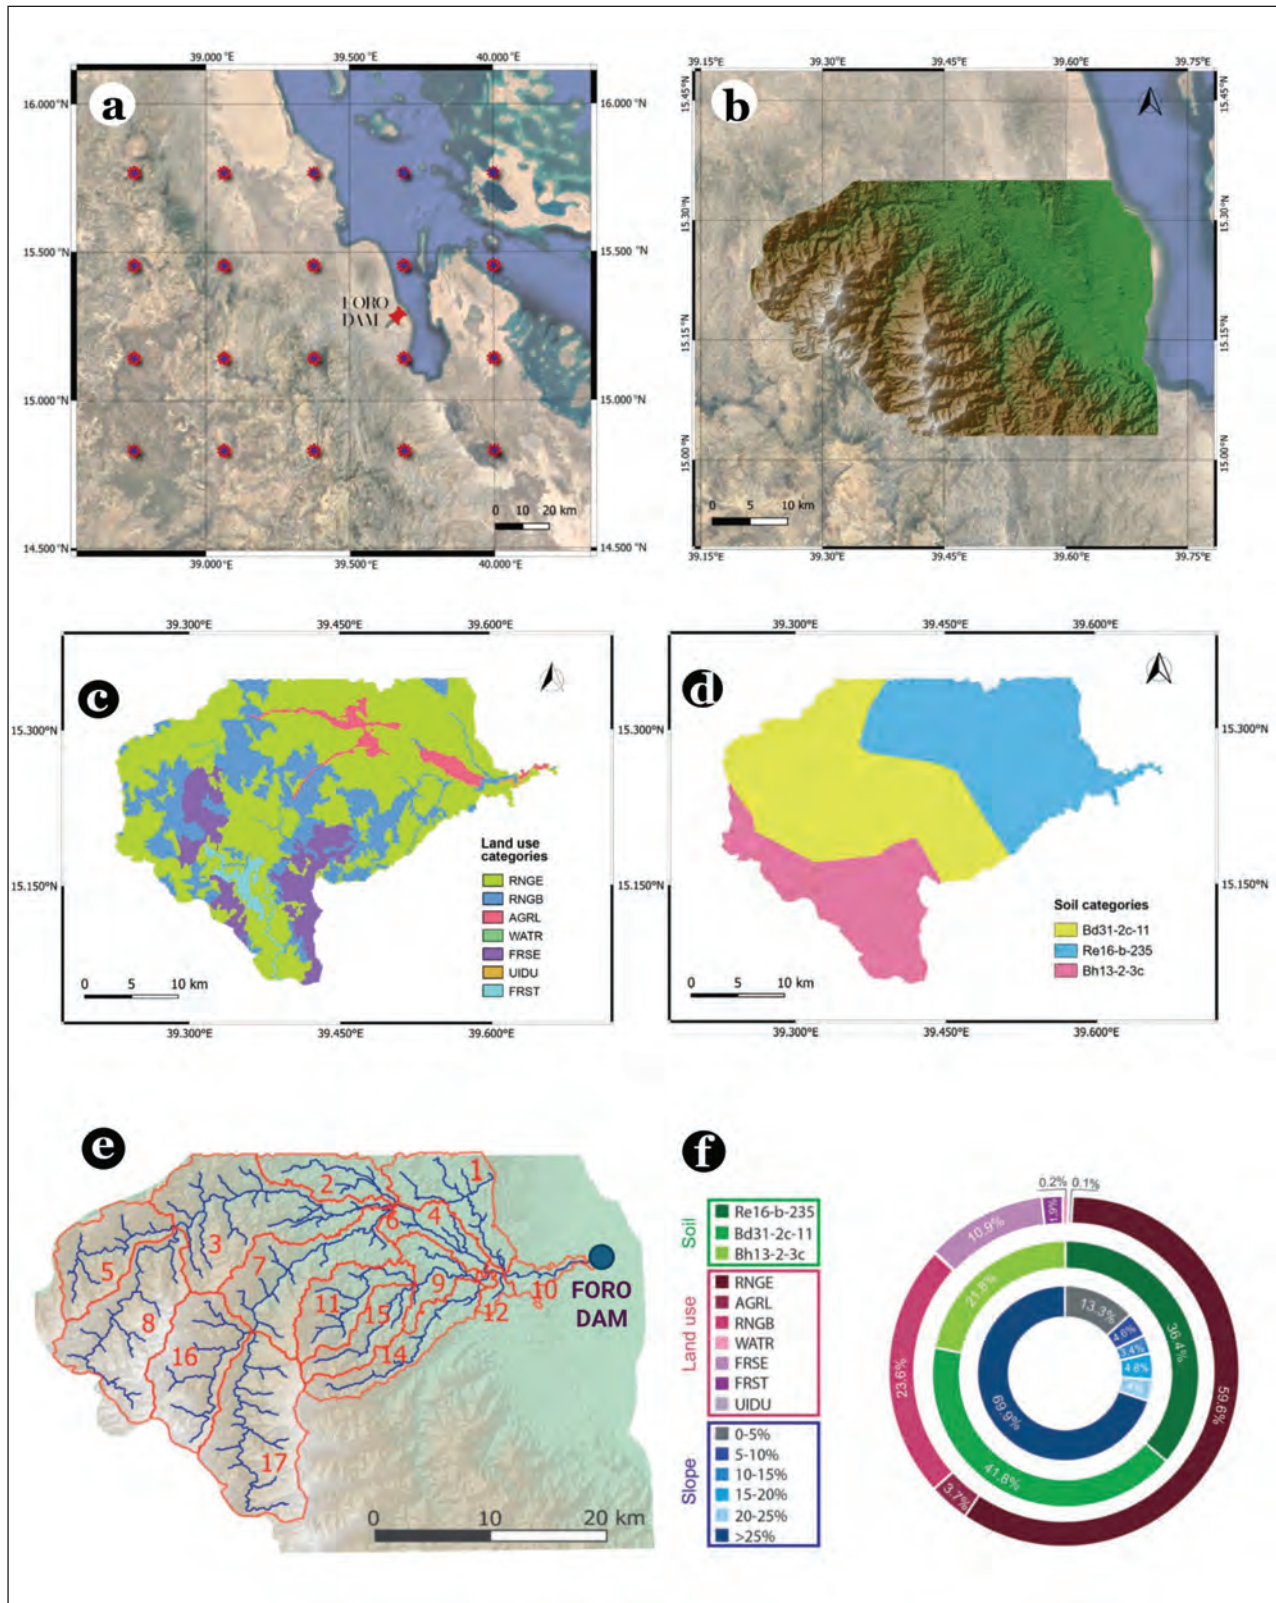 a
39.000 °E 39.500 °E 40.000 °E
16.000 °N 16.000 °N
15.500 °N 15.500 °N
FORO
DAM
15.000 °N 15.000 °N
0 10 20 km
14.500 °N 14.500 °N
39.000 °E 39.500 °E 40.000 °E
b
39.15°E 39.30°E 39.45°E 39.60°E 39.75°E
15.45°N 15.45°N
15.30°N 15.30°N
15.15°N 15.15°N
15.00°N 15.00°N
0 5 10 km
39.15°E 39.30°E 39.45°E 39.60°E 39.75°E
c
39.300°E 39.450°E 39.600°E
15.300°N
15.150°N
Land use
categories
RNGE
RNGB
AGRL
WATR
FRSE
UIDU
FRST
0 5 10 km
39.300°E 39.450°E 39.600°E
d
39.300°E 39.450°E 39.600°E
15.300°N
15.150°N
Soil categories
Bd31-2c-11
Re16-b-235
Bh13-2-3c
0 5 10 km
39.300°E 39.450°E 39.600°E
e
1
2
4
6
3
7
5
9
10
11
12
15
8
16
14
17
FORO
DAM
0 10 20 km
f
Soil
Re16-b-235
Bd31-2c-11
Bh13-2-3c
Land use
RNGE
AGRL
RNGB
WATR
FRSE
FRST
UIDU
Slope
0-5%
5-10%
10-15%
15-20%
20-25%
>25%
0.2% 0.1%
1.9%
10.9%
23.6%
3.7%
59.6%
21.8%
36.4%
41.8%
13.3%
4.6%
3.4%
4.8%
4%
69.9%